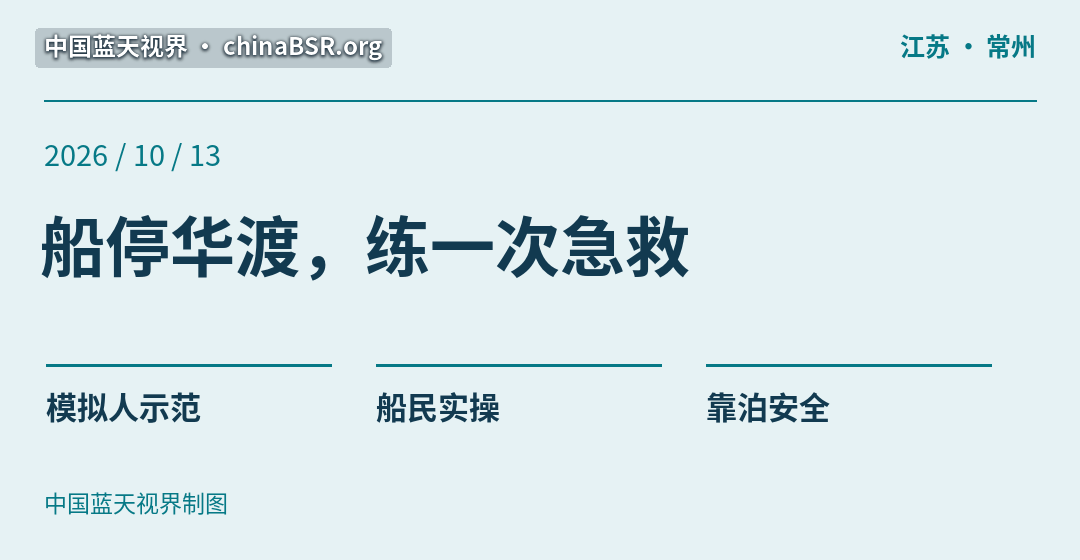 中国蓝天视界 · chinaBSR.org
江苏 · 常州
2026 / 10 / 13
船停华渡，练一次急救
模拟人示范
船民实操
靠泊安全
中国蓝天视界制图